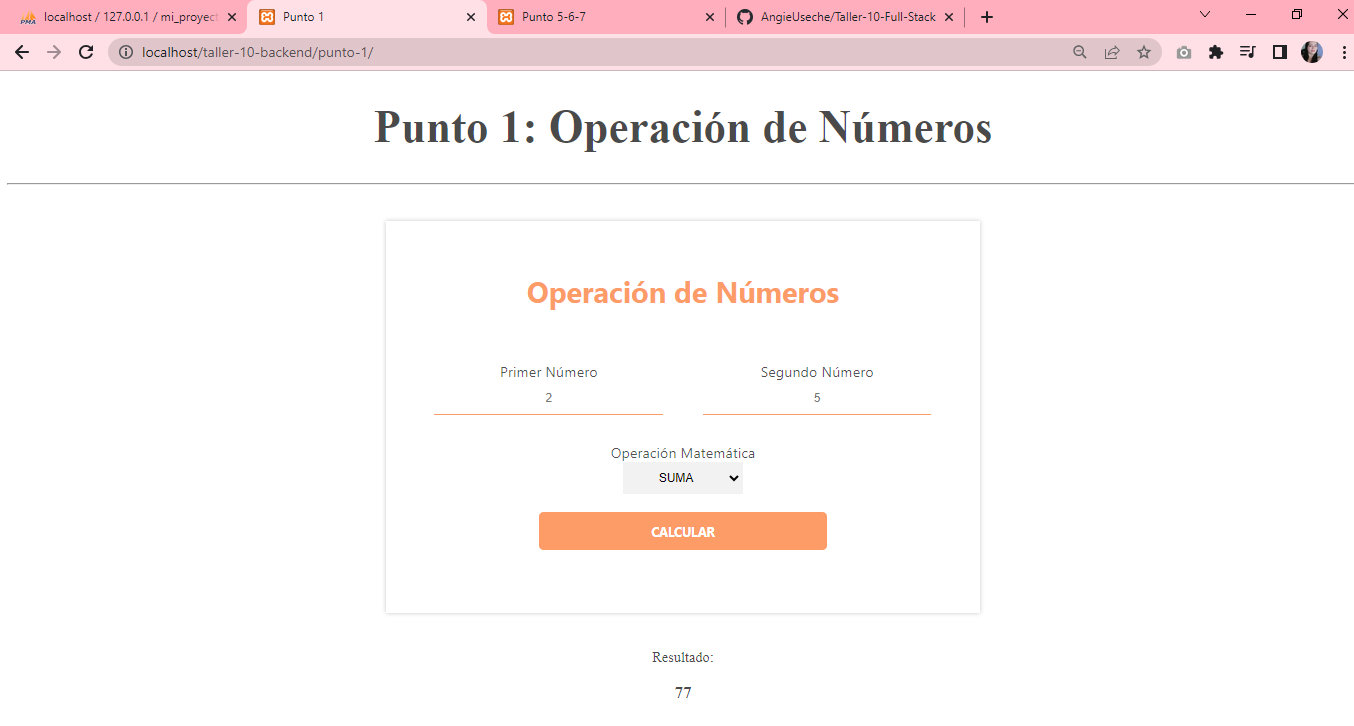 localhost / 127.0.0.1 / mi_proyect
Punto 1
Punto 5-6-7
AngieUseche/Taller-10-Full-Stack
localhost/taller-10-backend/punto-1/
Punto 1: Operación de Números
Operación de Números
Primer Número
Segundo Número
2
5
Operación Matemática
SUMA
CALCULAR
Resultado:
77